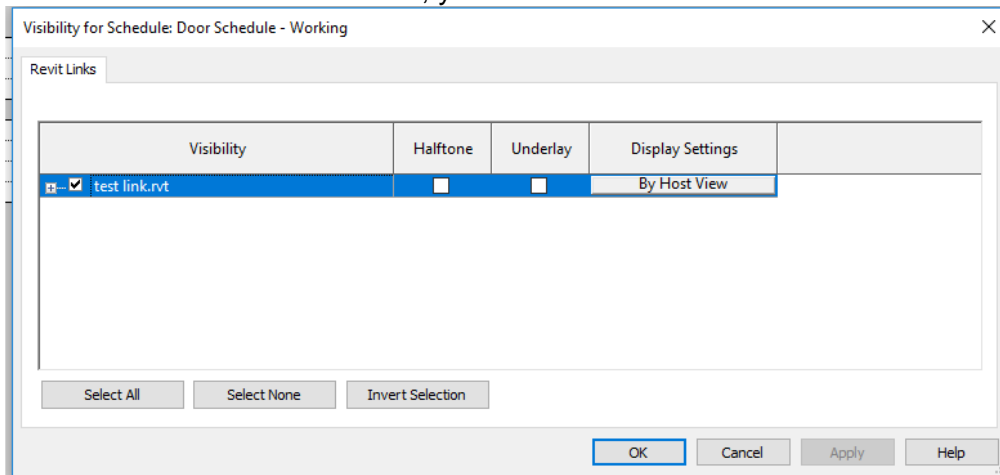 Visibility for Schedule: Door Schedule - Working
Revit Links
Visibility Halftone Underlay Display Settings
test link.rvt By Host View
Select All Select None Invert Selection
OK Cancel Apply Help